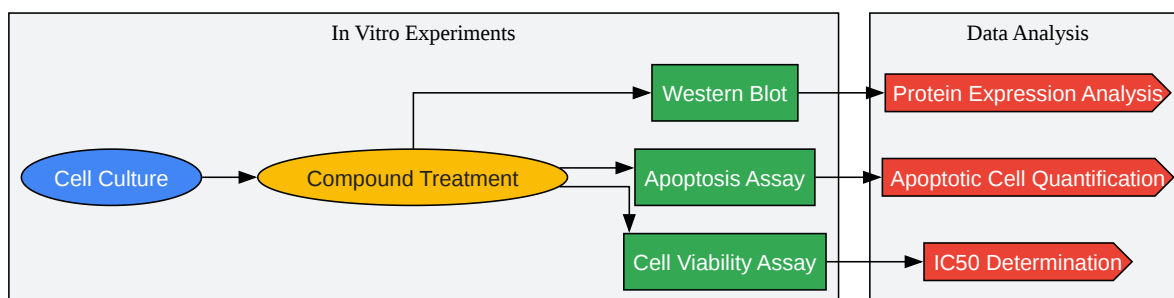 In Vitro Experiments
Data Analysis
Western Blot
Protein Expression Analysis
Cell Culture
Compound Treatment
Apoptosis Assay
Apoptotic Cell Quantification
Cell Viability Assay
IC50 Determination